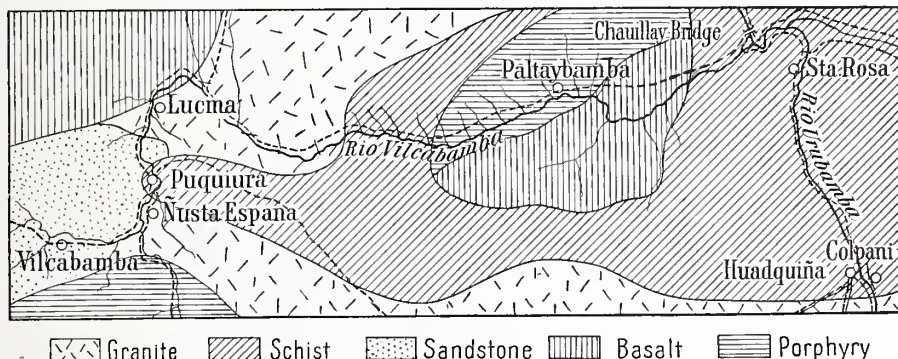 Chauillay Bridge
Paltaybamba
Sta. Rosa
Lucma
Rio Vilcabamba
Rio Urubamba
Puquiura
Ñusta España
Vilcabamba
Colpani
Huadquiña
Granite Schist Sandstone Basalt Porphyry